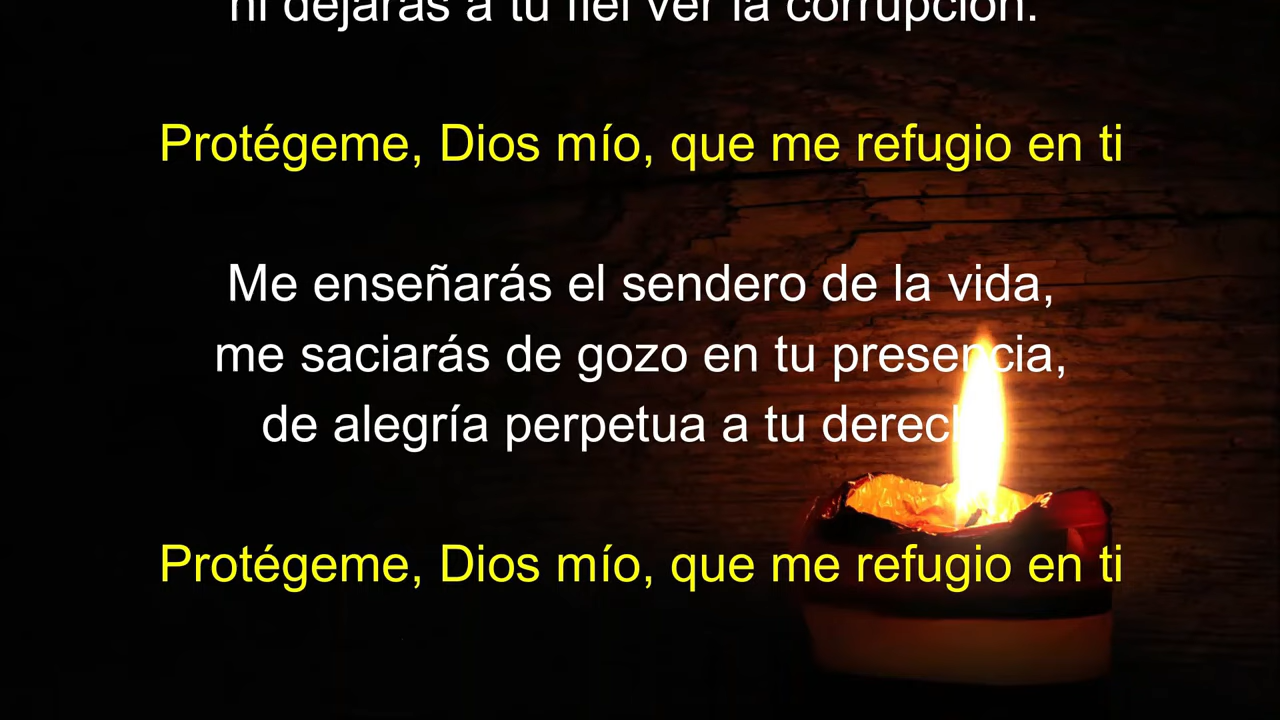 ni dejarás a tu fiel ver la corrupción.
Protégeme, Dios mío, que me refugio en ti
Me enseñarás el sendero de la vida,
me saciarás de gozo en tu presencia,
de alegría perpetua a tu derecha
Protégeme, Dios mío, que me refugio en ti